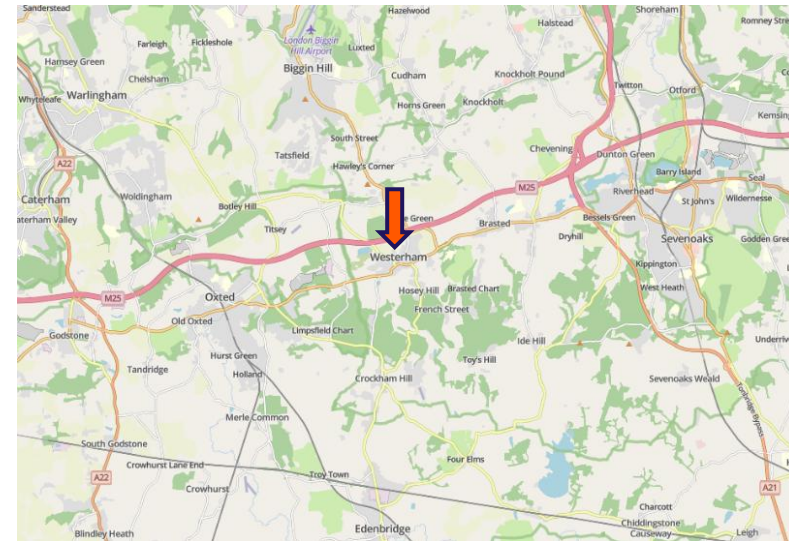 Sanderstead
Hazelwood
Shoreham
Halstead
Romney Stre
Farleigh
Fickleshole
London Biggin
Hill Airport
Luxted
Hamsey Green
Biggin Hill
Cudham
Knockholt Pound
Chelsham
Twitton
Otford
Whyteleafe
Warlingham
Horns Green
Knockholt
Kemsin
South Street
Chevening
Dunton Green
A22
Tatsfield
Hawley's Corner
Barry Island
Seal
Woldingham
M25
Riverhead
Caterham
St John's
Wildernesse
aterham Valley
Botley Hill
e Green
Brasted
Bessels Green
Titsey
Dryhill
Sevenoaks
Godden Gree
Westerham
Kippington
M25
Oxted
Hosey Hill
Brasted Chart
West Heath
French Street
Old Oxted
Limpsfield Chart
Godstone
Ide Hill
Underriv
Hurst Green
Toy's Hill
Tandridge
Holland
Crockham Hill
Sevenoaks Weald
Tonbridge Bypass
Merle Common
South Godstone
Four Elms
Crowhurst Lane End
Troy Town
A22
Crowhurst
A21
Charcott
Edenbridge
Chiddingstone
Causeway
Leigh
Blindley Heath